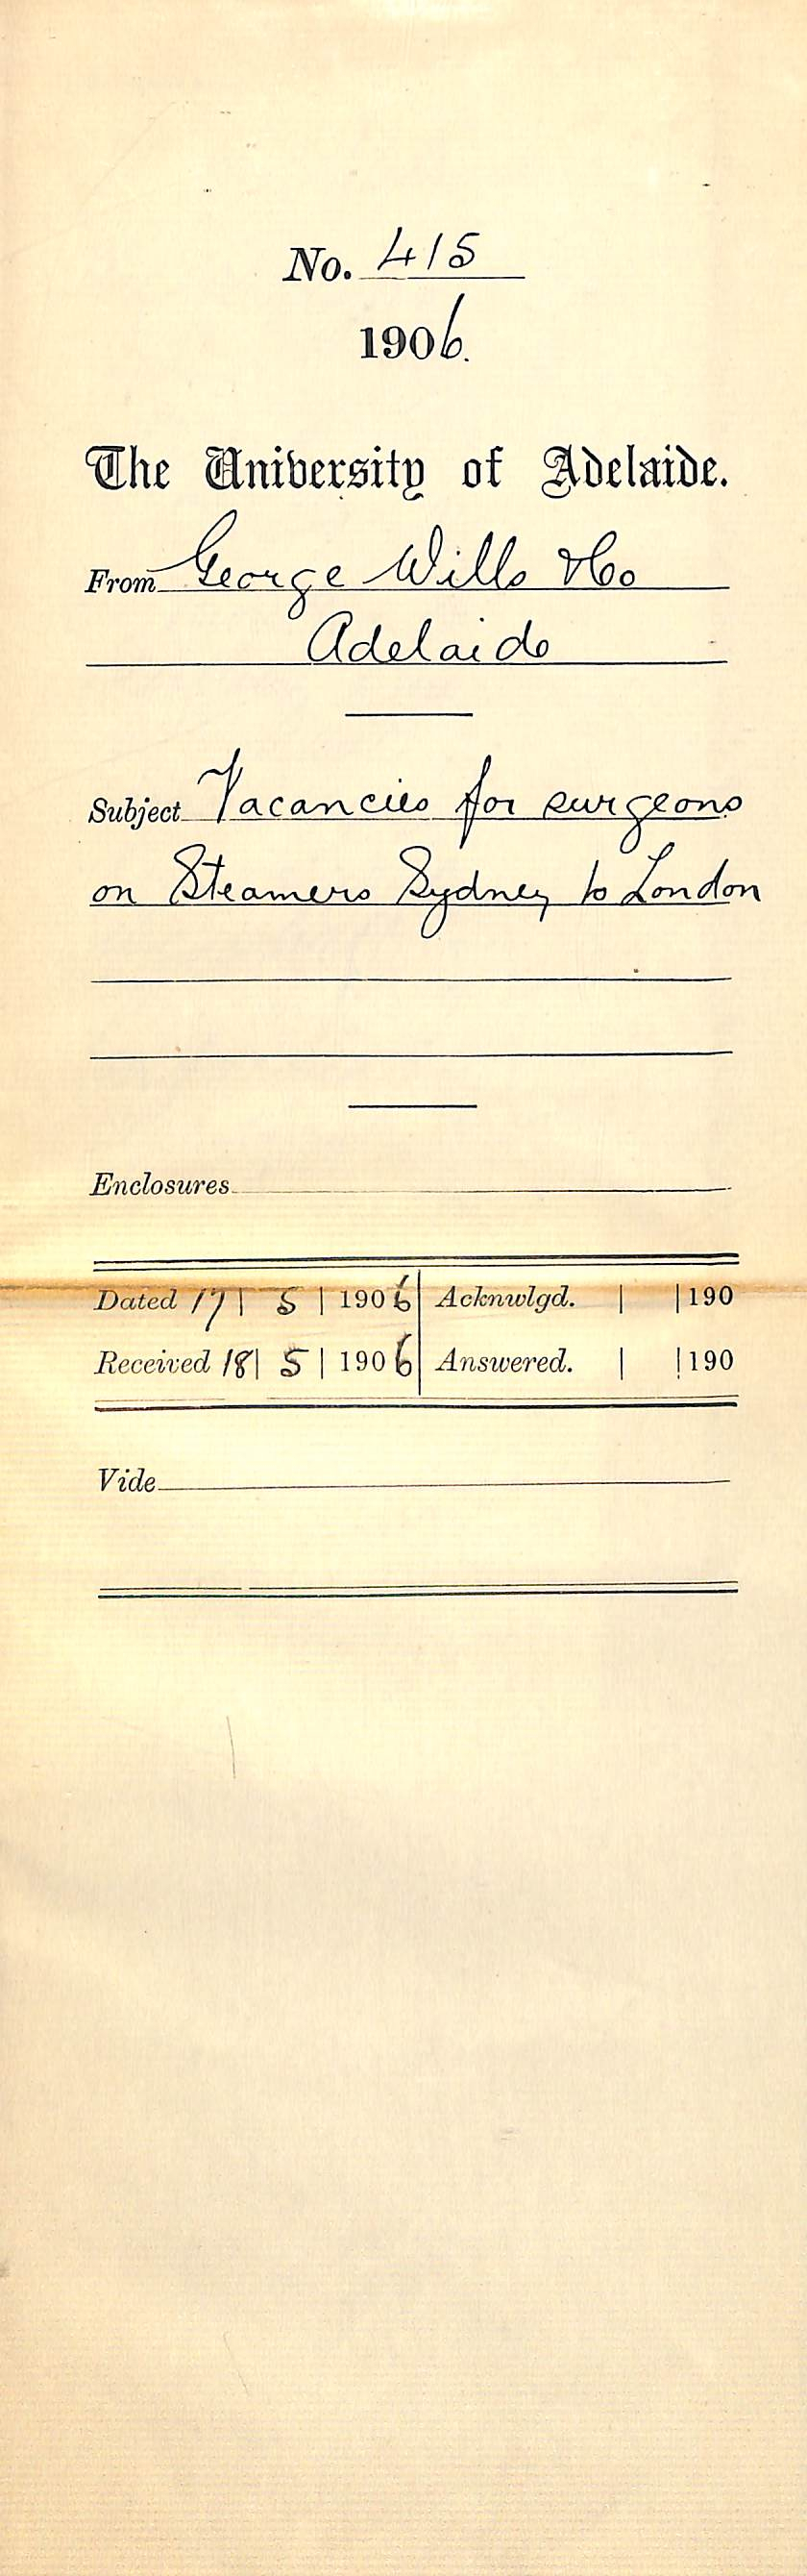 No. 415
1906.
The University of Adelaide.
From George Wills & Co
Adelaide
Subject Vacancies for surgeons
on Steamers Sydney to London
Enclosures
Dated 17 | 5 | 1906 | Acknwlgd. | | 190
Received 18 | 5 | 1906 | Answered. | | 190
Vide